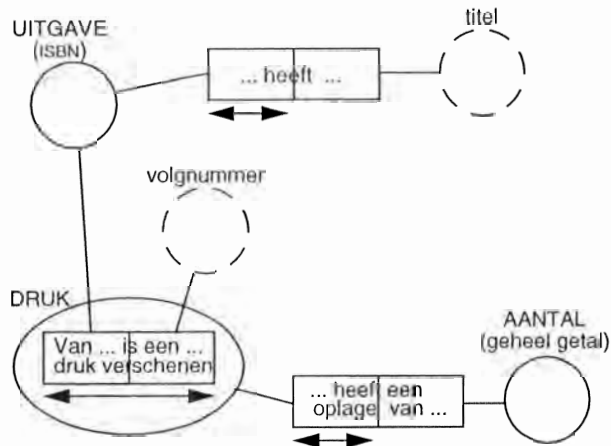 UITGAVE
(ISBN)
titel
... heeft ...
volgnummer
DRUK
Van ... is een ...
druk verschenen
AANTAL
(geheel getal)
... heeft een
oplage van ...